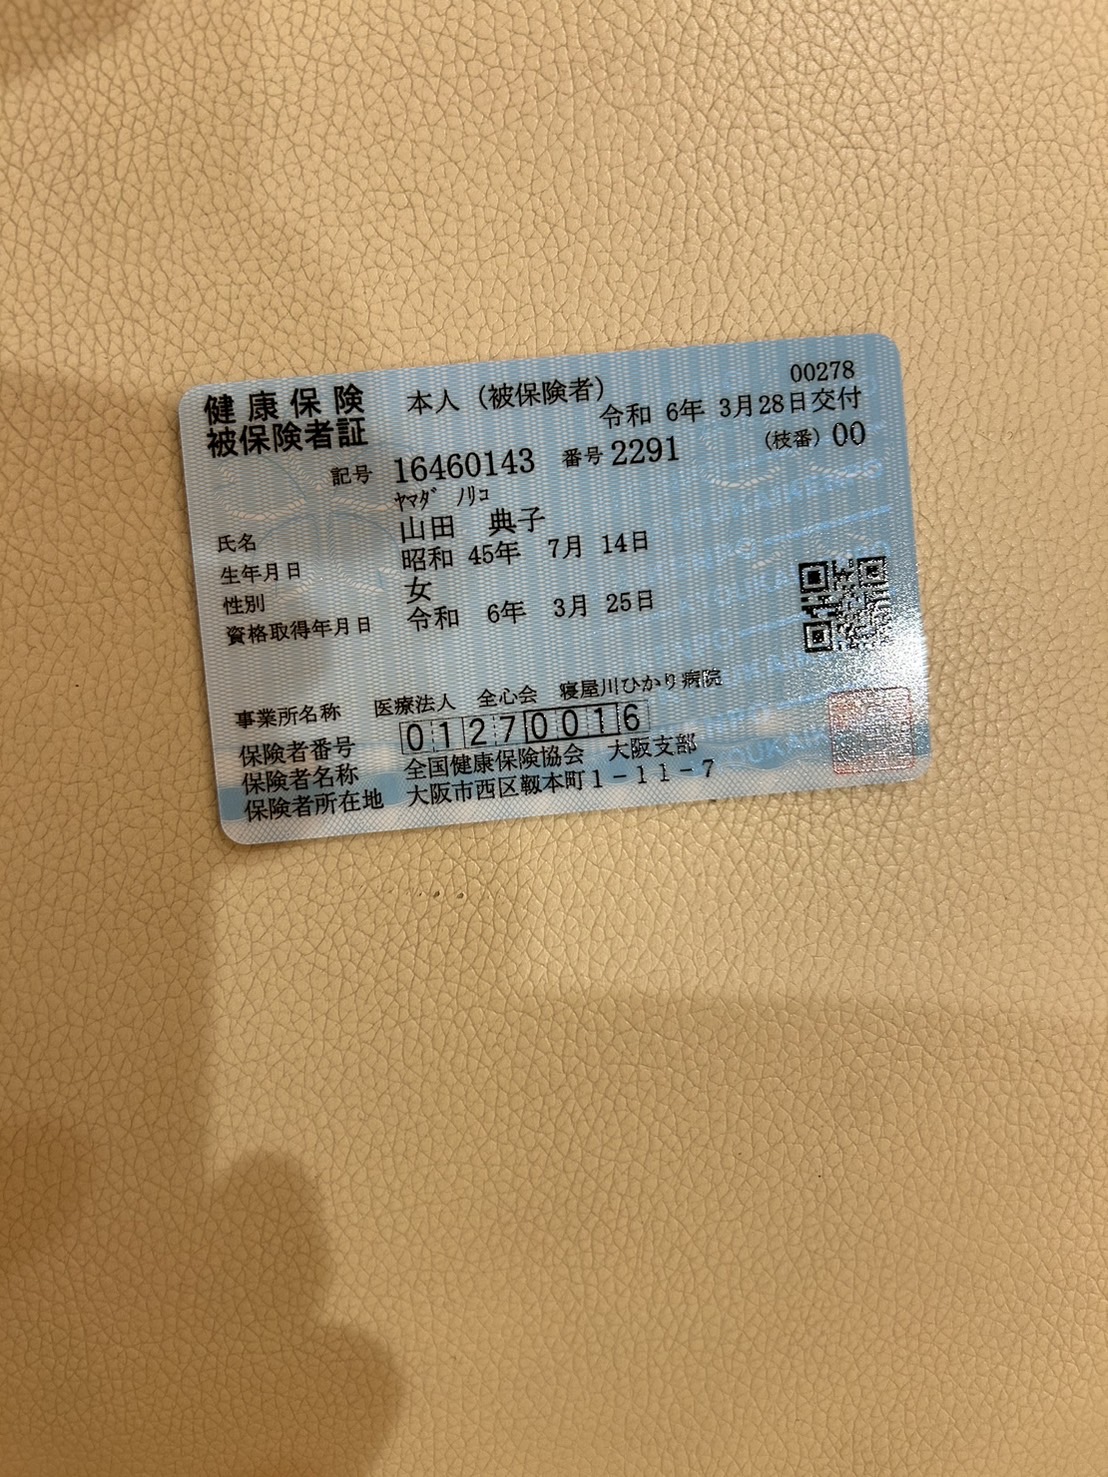 00278
健康保険 本人（被保険者）
被保険者証 令和 6年 3月28日交付
記号 16460143 番号 2291 （枝番）00
ﾔﾏﾀﾞ ﾉﾘｺ
氏名 山田 典子
生年月日 昭和 45年 7月 14日
性別 女
資格取得年月日 令和 6年 3月 25日
事業所名称 医療法人 全心会 寝屋川ひかり病院
保険者番号 01270016
保険者名称 全国健康保険協会 大阪支部
保険者所在地 大阪市西区靱本町1-11-7